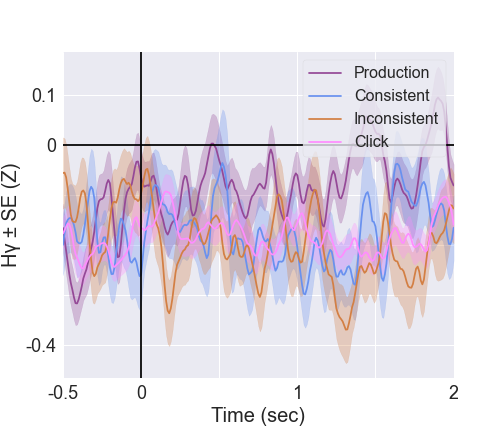 Production
Consistent
Inconsistent
Click
0.1
0
-0.4
Hγ ± SE (Z)
-0.5
0
1
2
Time (sec)